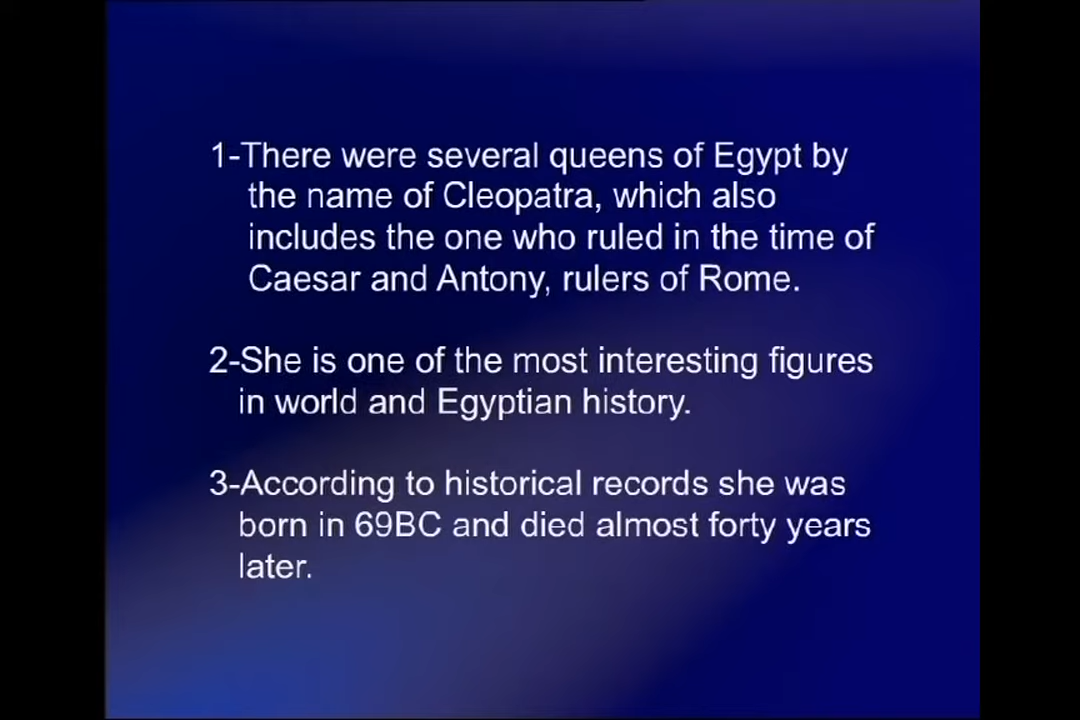 1-There were several queens of Egypt by
the name of Cleopatra, which also
includes the one who ruled in the time of
Caesar and Antony, rulers of Rome.
2-She is one of the most interesting figures
in world and Egyptian history.
3-According to historical records she was
born in 69BC and died almost forty years
later.